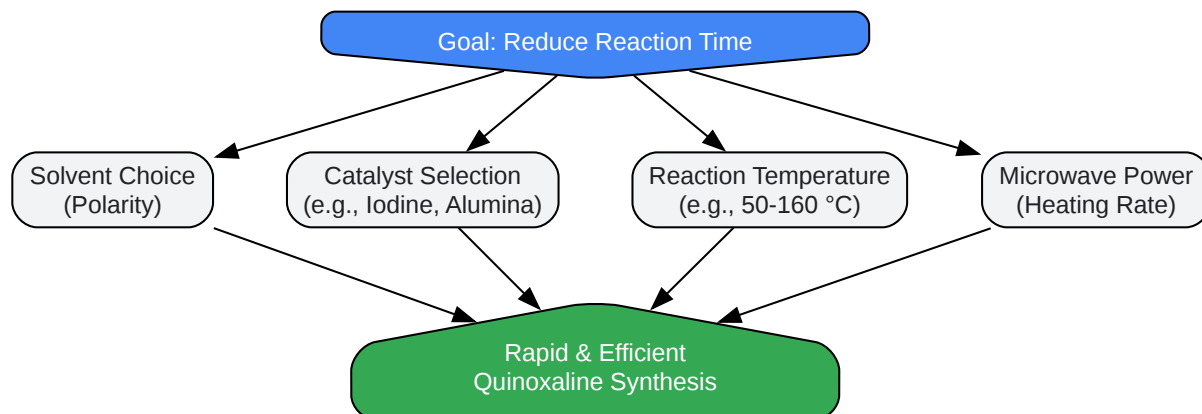 Goal: Reduce Reaction Time
Solvent Choice
(Polarity)
Catalyst Selection
(e.g., Iodine, Alumina)
Reaction Temperature
(e.g., 50-160 °C)
Microwave Power
(Heating Rate)
Rapid & Efficient
Quinoxaline Synthesis